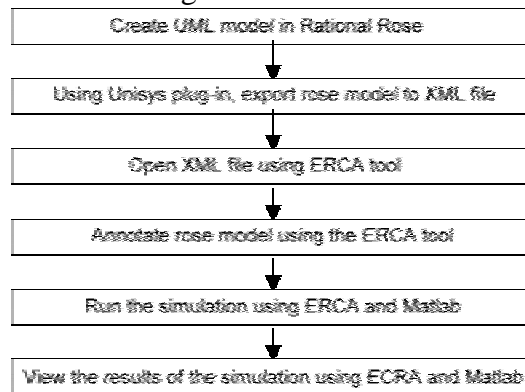 Create UML model in Rational Rose
Using Unisys plug-in, export rose model to XML file
Open XML file using ERCA tool
Annotate rose model using the ERCA tool
Run the simulation using ERCA and Matlab
View the results of the simulation using ECRA and Matlab